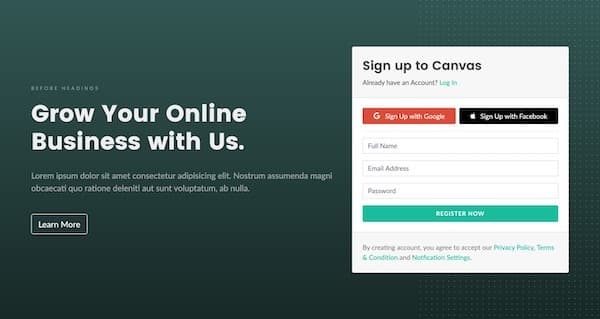 BEFORE HEADINGS
Grow Your Online
Business with Us.
Lorem ipsum dolor sit amet consectetur adipisicing elit. Nostrum assumenda magni
obcaecati quo ratione deleniti aut sunt voluptatum, ab nulla.
Learn More
Sign up to Canvas
Already have an Account? Log In
Sign Up with Google
Sign Up with Facebook
Full Name
Email Address
Password
REGISTER NOW
By creating account, you agree to accept our Privacy Policy, Terms
& Condition and Notification Settings.